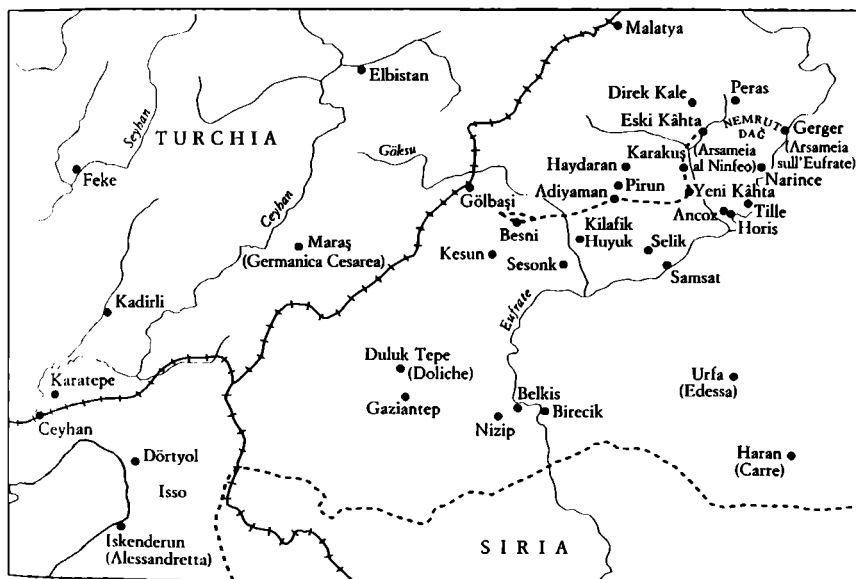 Malatya
Elbistan
Direk Kale
Peras
Seyhan
TURCHIA
Eski Kâhta
NEMRUT
DAĞ
Gerger
(Arsameia
sull'Eufrate)
Göksu
(Arsameia
al Ninfeo)
Feke
Haydaran
Karakuş
Narince
Ceyhan
Gölbaşi
Adiyaman
Pirun
Yeni Kâhta
Ancoz
Tille
Horis
Besni
Kilafik
Huyuk
Maraş
(Germanica Cesarea)
Kesun
Sesonk
Selik
Samsat
Kadirli
Eufrate
Duluk Tepe
(Doliche)
Urfa
(Edessa)
Karatepe
Gaziantep
Belkis
Birecik
Nizip
Ceyhan
Dörtyol
Isso
Haran
(Carre)
Iskenderun
(Alessandretta)
SIRIA